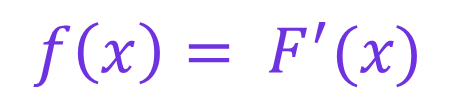 f(x) = F′(x)